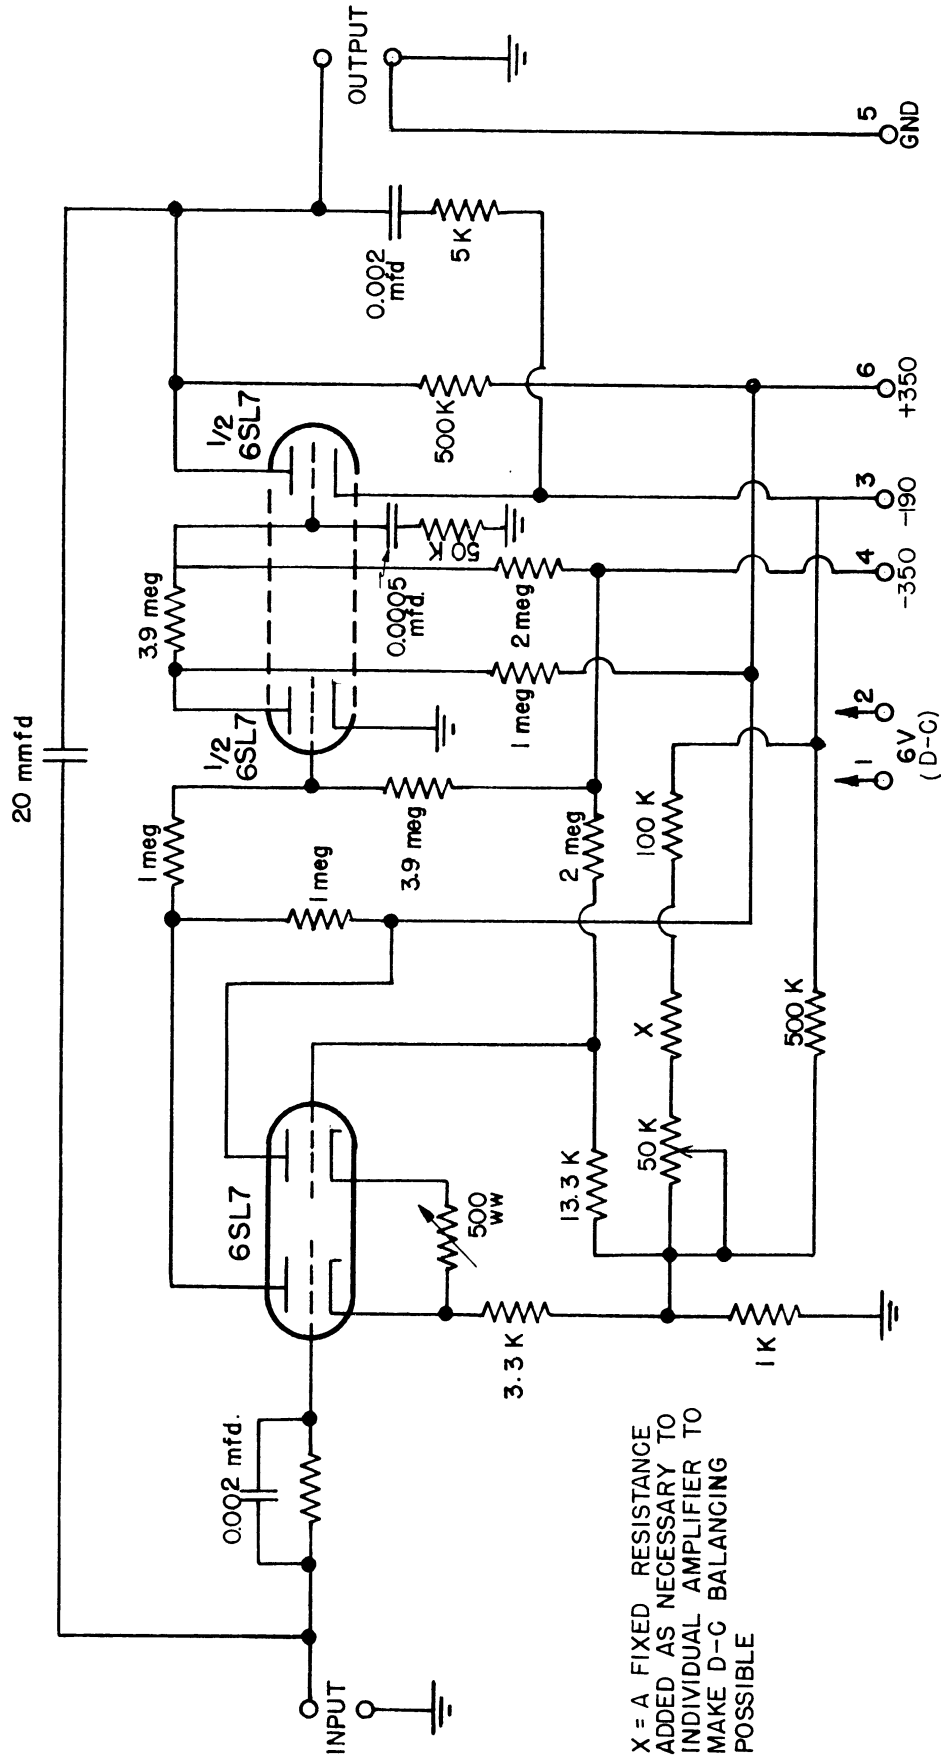 20 mmfd
1 meg
3.9 meg
1/2
6SL7
1/2
6SL7
OUTPUT
0.002 mfd.
6SL7
1 meg
3.9 meg
0.0005
mfd.
50 K
500K
0.002
mfd
5K
INPUT
500
WW
3.3 K
13.3 K
2 meg
1 meg
2 meg
50 K
X
100 K
1K
500 K
1
2
6V
(D-C)
4
-350
3
-190
6
+350
5
GND
X = A FIXED RESISTANCE
ADDED AS NECESSARY TO
INDIVIDUAL AMPLIFIER TO
MAKE D-C BALANCING
POSSIBLE